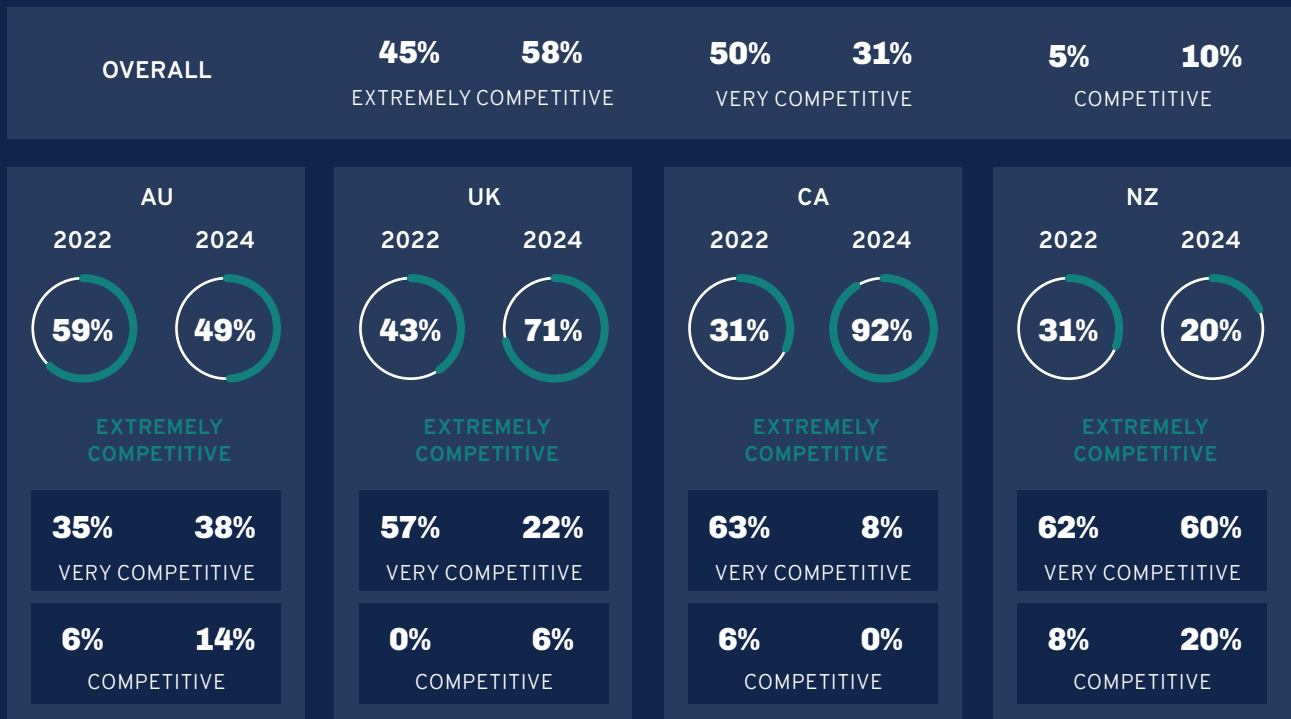 OVERALL
45% 58%
EXTREMELY COMPETITIVE
50% 31%
VERY COMPETITIVE
5% 10%
COMPETITIVE
AU
2022 2024
59% 49%
EXTREMELY
COMPETITIVE
35% 38%
VERY COMPETITIVE
6% 14%
COMPETITIVE
UK
2022 2024
43% 71%
EXTREMELY
COMPETITIVE
57% 22%
VERY COMPETITIVE
0% 6%
COMPETITIVE
CA
2022 2024
31% 92%
EXTREMELY
COMPETITIVE
63% 8%
VERY COMPETITIVE
6% 0%
COMPETITIVE
NZ
2022 2024
31% 20%
EXTREMELY
COMPETITIVE
62% 60%
VERY COMPETITIVE
8% 20%
COMPETITIVE